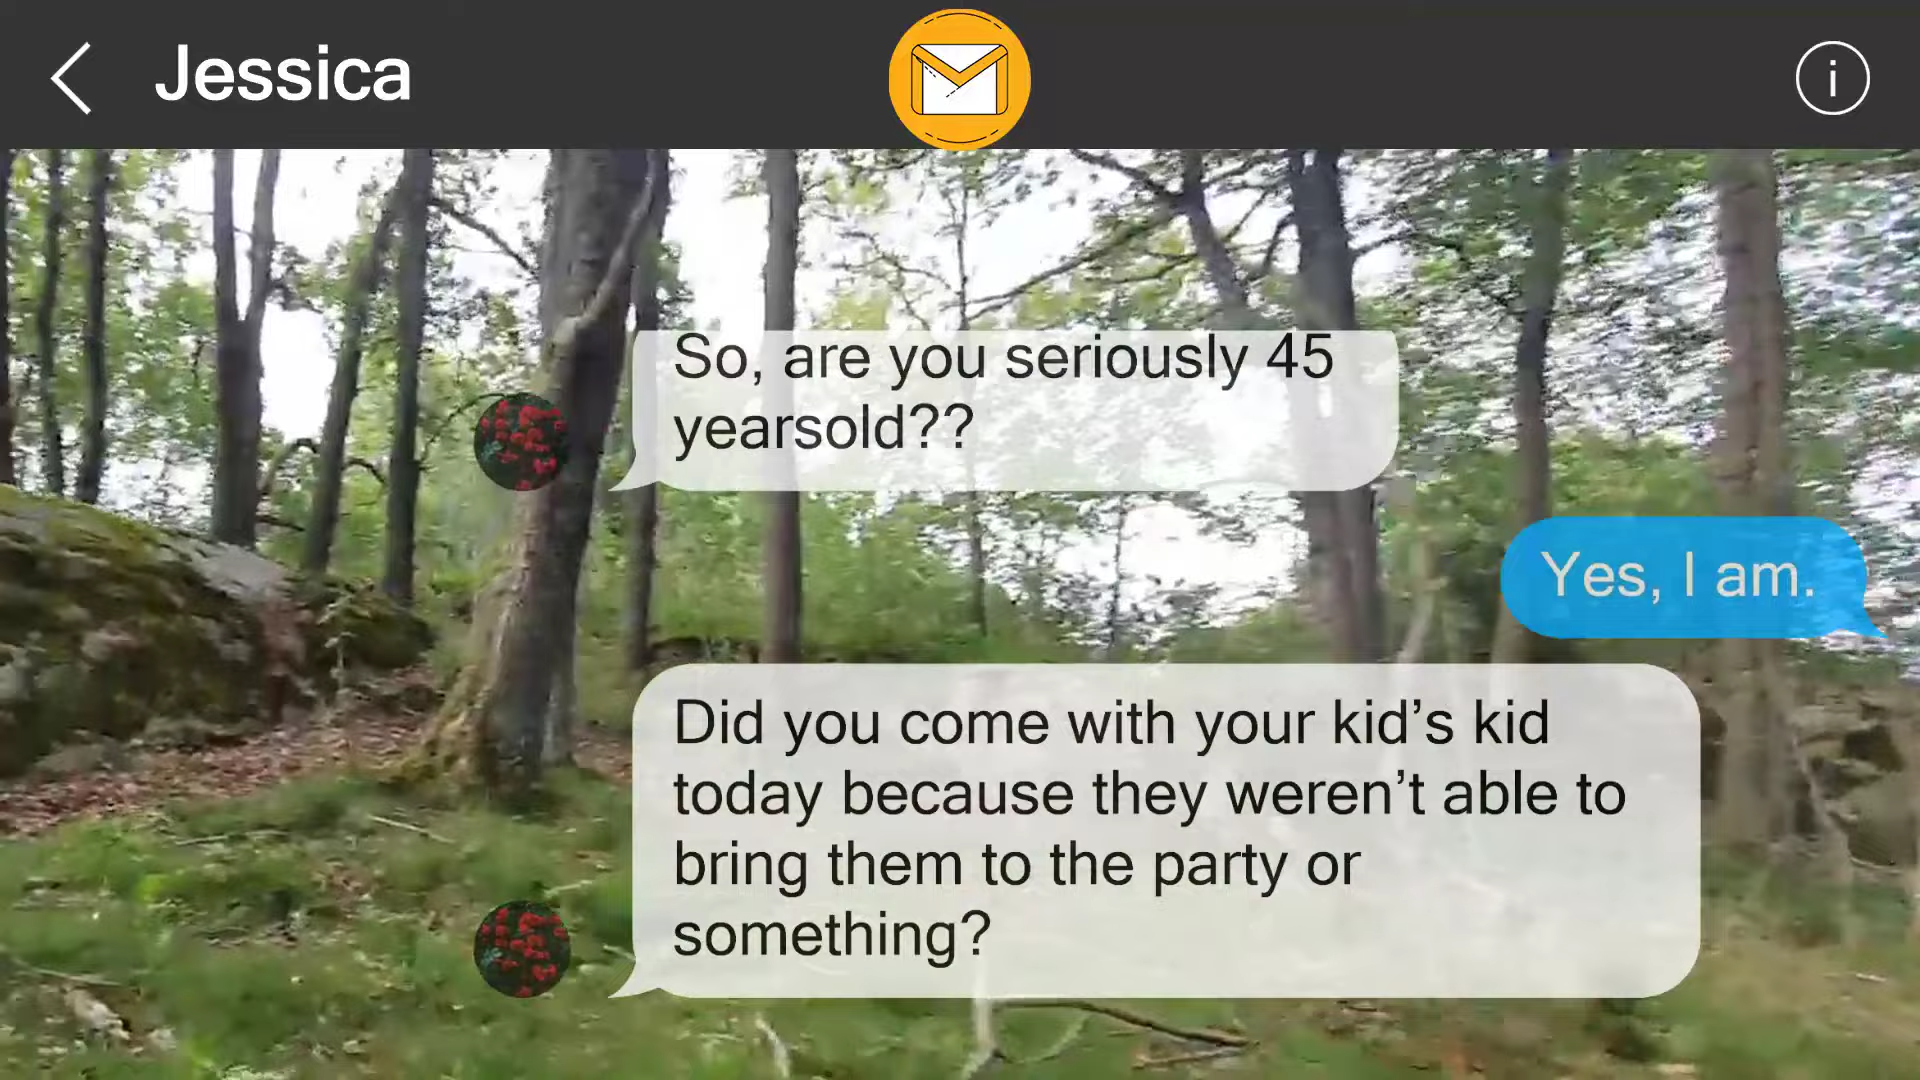 Jessica
So, are you seriously 45
yearsold??
Yes, I am.
Did you come with your kid’s kid
today because they weren’t able to
bring them to the party or
something?